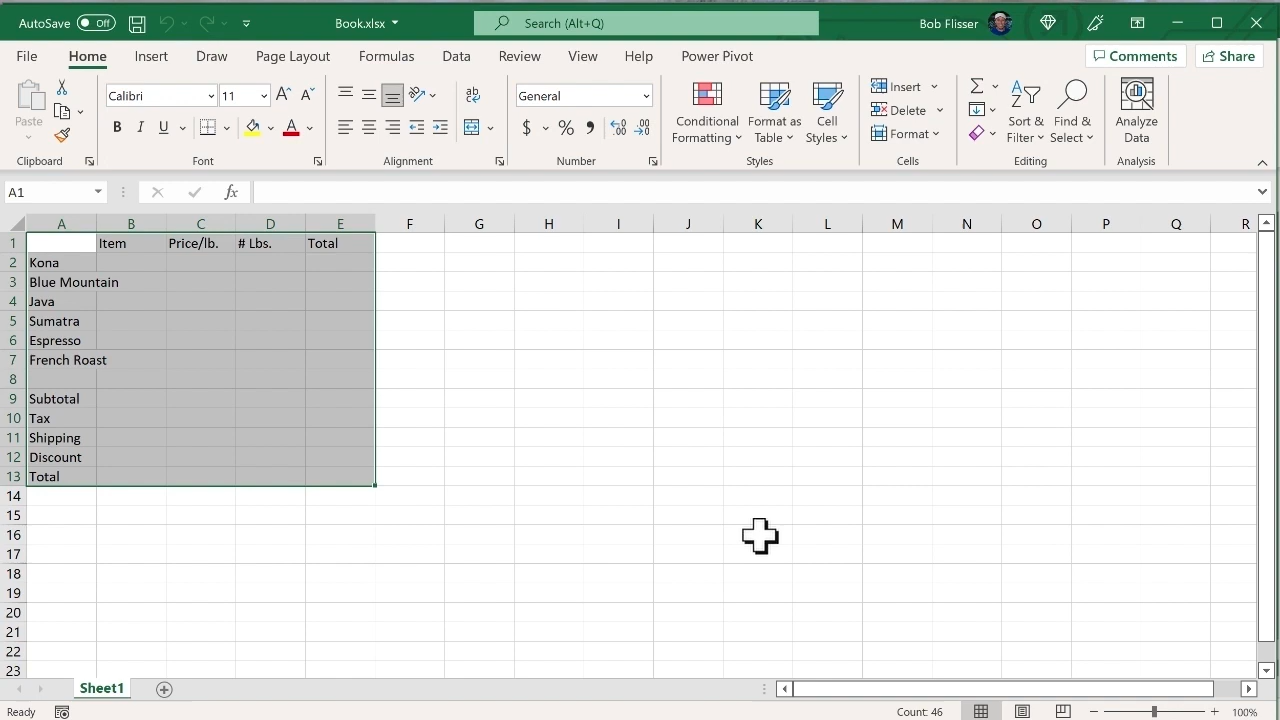 AutoSave Off Book.xlsx Search (Alt+Q) Bob Flisser
File Home Insert Draw Page Layout Formulas Data Review View Help Power Pivot Comments Share
Paste
Clipboard
Calibri 11
B I U A
Font
ab
Alignment
General
$ % ,
Number
Conditional Formatting
Format as Table
Cell Styles
Styles
Insert
Delete
Format
Cells
Sort & Filter
Find & Select
Editing
Analyze Data
Analysis
A1 fx
A B C D E F G H I J K L M N O P Q R
1 Item Price/lb. # Lbs. Total
2 Kona
3 Blue Mountain
4 Java
5 Sumatra
6 Espresso
7 French Roast
8
9 Subtotal
10 Tax
11 Shipping
12 Discount
13 Total
14
15
16
17
18
19
20
21
22
23
Sheet1
Ready Count: 46 100%